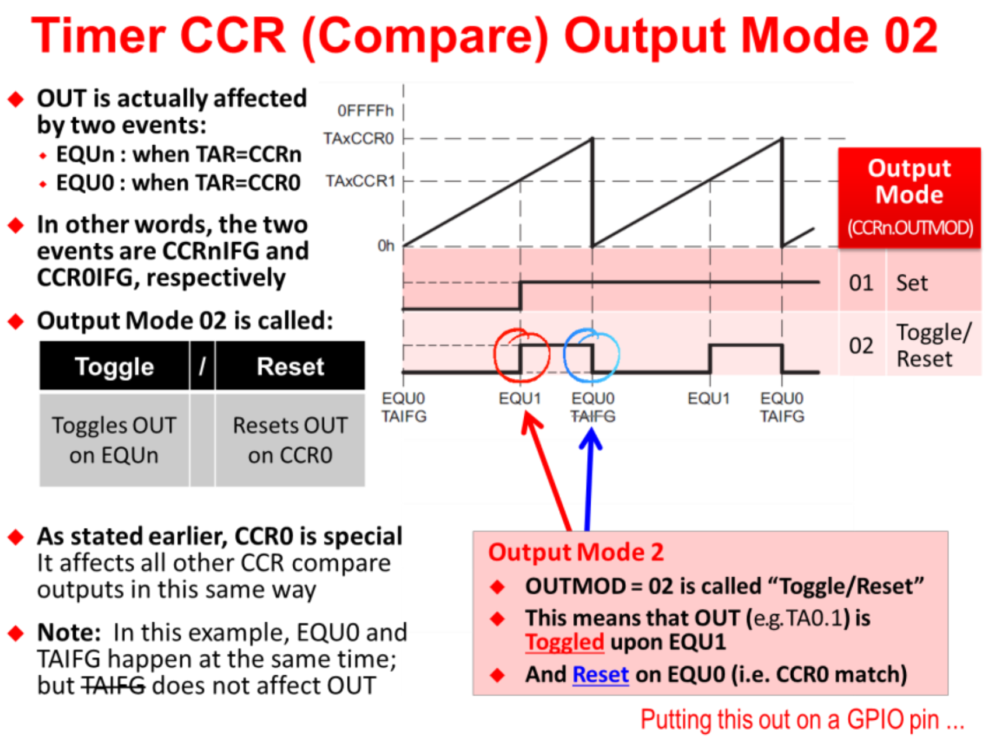 Timer CCR (Compare) Output Mode 02
OUT is actually affected
by two events:
EQUn : when TAR=CCRn
EQU0 : when TAR=CCR0
In other words, the two
events are CCRnIFG and
CCR0IFG, respectively
Output Mode 02 is called:
Toggle / Reset
Toggles OUT
on EQUn
Resets OUT
on CCR0
As stated earlier, CCR0 is special
It affects all other CCR compare
outputs in this same way
Note: In this example, EQU0 and
TAIFG happen at the same time;
but TAIFG does not affect OUT
0FFFFh
TAxCCR0
TAxCCR1
0h
Output
Mode
(CCRn.OUTMOD)
01 Set
02 Toggle/
Reset
EQU0 EQU1 EQU0 EQU1 EQU0
TAIFG TAIFG TAIFG
Output Mode 2
OUTMOD = 02 is called “Toggle/Reset”
This means that OUT (e.g. TA0.1) is
Toggled upon EQU1
And Reset on EQU0 (i.e. CCR0 match)
Putting this out on a GPIO pin ...